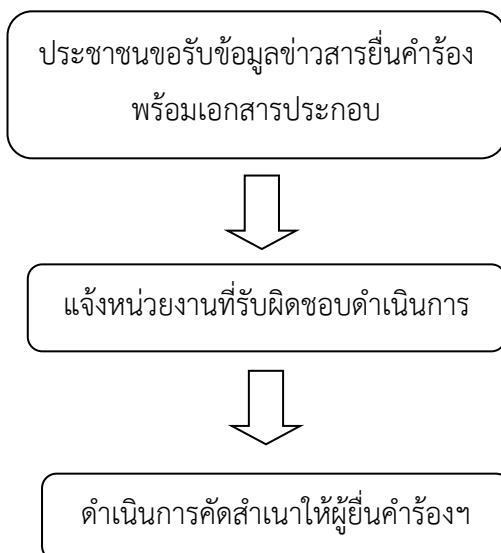 ประชาชนขอรับข้อมูลข่าวสารยื่นคำร้อง
พร้อมเอกสารประกอบ
แจ้งหน่วยงานที่รับผิดชอบดำเนินการ
ดำเนินการคัดสำเนาให้ผู้ยื่นคำร้องฯ